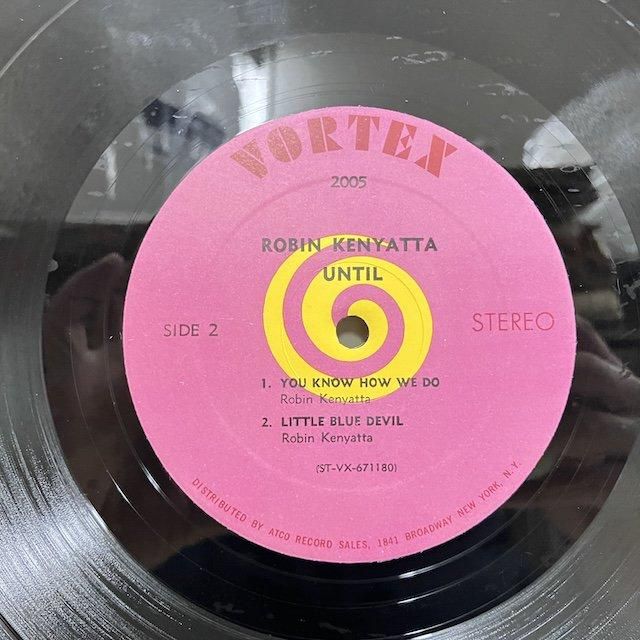 VORTEX
2005
ROBIN KENYATTA
UNTIL
SIDE 2
STEREO
1. YOU KNOW HOW WE DO
Robin Kenyatta
2. LITTLE BLUE DEVIL
Robin Kenyatta
(ST-VX-671180)
DISTRIBUTED BY ATCO RECORD SALES, 1841 BROADWAY NEW YORK, N.Y.